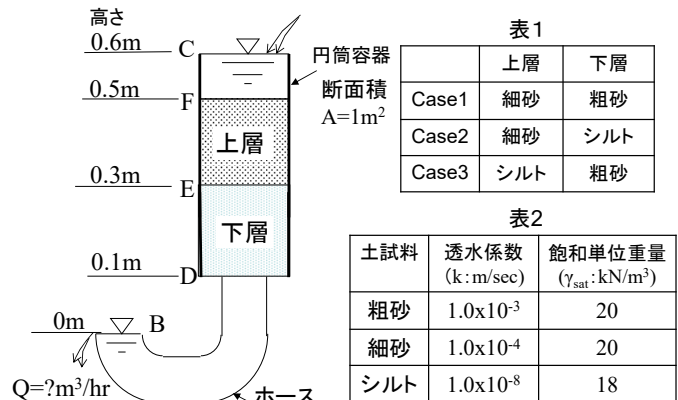 高さ
0.6m
C
円筒容器
断面積
A=1m²
0.5m
F
上層
0.3m
E
下層
0.1m
D
0m
B
Q=?m³/hr
ホース
表1
上層 下層
Case1 細砂 粗砂
Case2 細砂 シルト
Case3 シルト 粗砂
表2
土試料 透水係数 (k:m/sec) 飽和単位重量 (γsat:kN/m³)
粗砂 1.0x10⁻³ 20
細砂 1.0x10⁻⁴ 20
シルト 1.0x10⁻⁸ 18